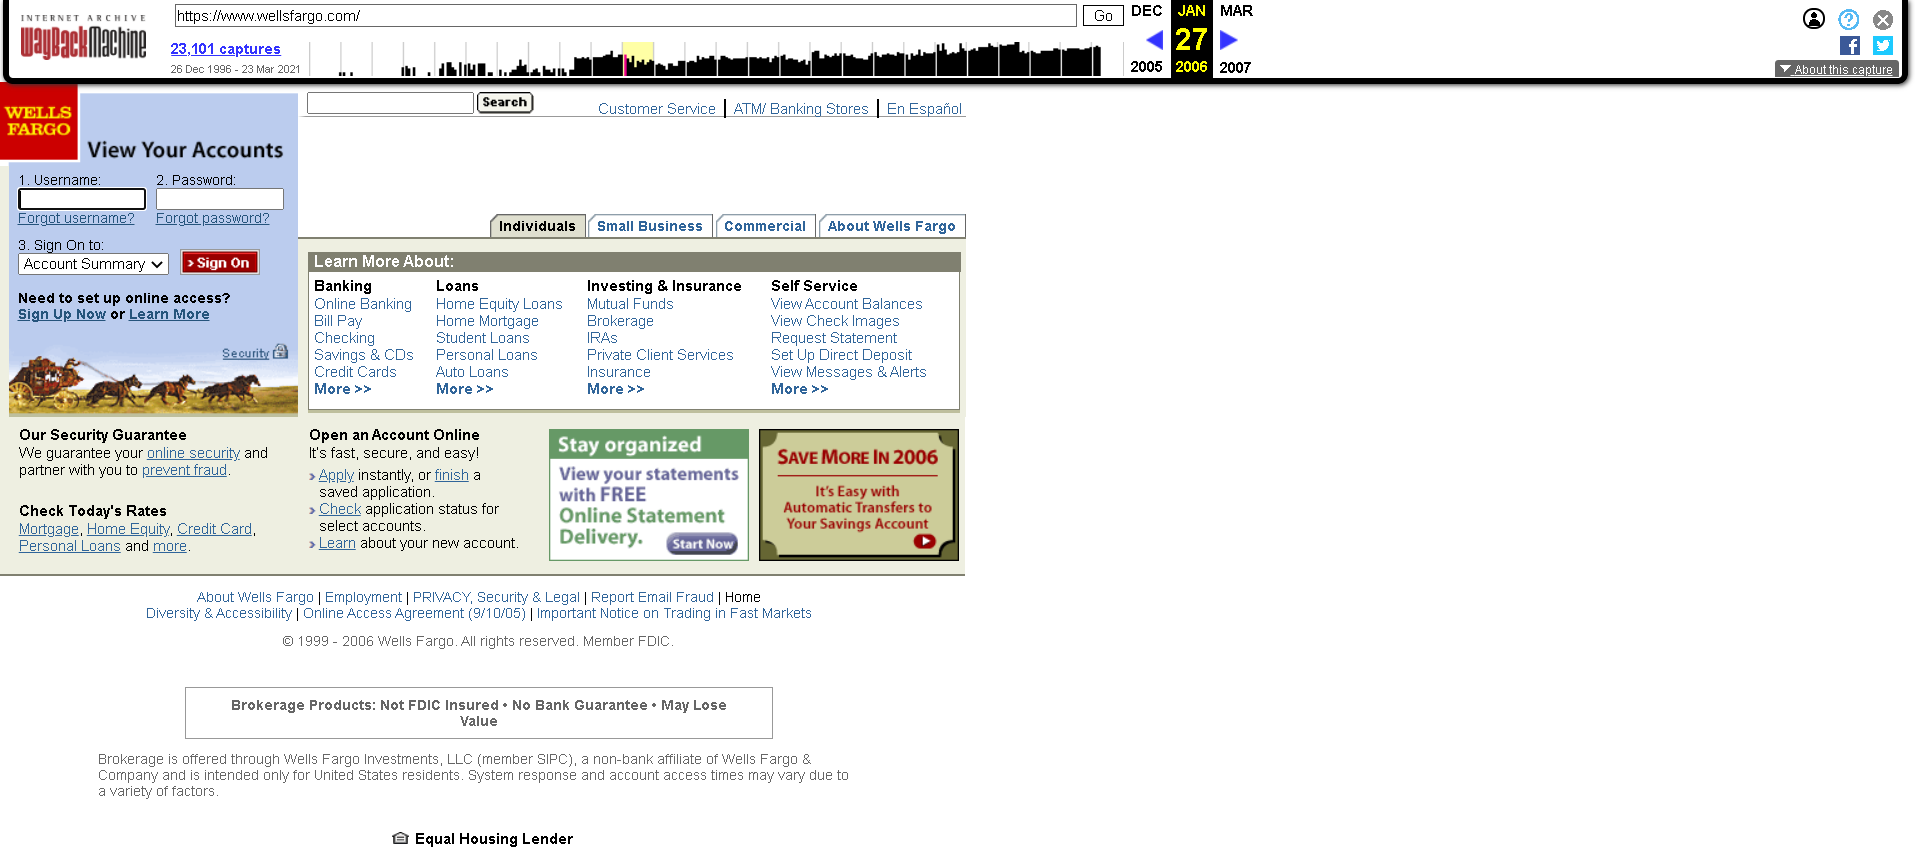 INTERNET ARCHIVE
WayBackMachine
https://www.wellsfargo.com/
Go
DEC
JAN
MAR
23,101 captures
27
26 Dec 1996 - 23 Mar 2021
2005
2006
2007
About this capture
WELLS
FARGO
Search
Customer Service
ATM/ Banking Stores
En Español
View Your Accounts
1. Username:
2. Password:
Forgot username?
Forgot password?
3. Sign On to:
Account Summary
Sign On
Need to set up online access?
Sign Up Now or Learn More
Security
Individuals
Small Business
Commercial
About Wells Fargo
Learn More About:
Banking
Online Banking
Bill Pay
Checking
Savings & CDs
Credit Cards
More >>
Loans
Home Equity Loans
Home Mortgage
Student Loans
Personal Loans
Auto Loans
More >>
Investing & Insurance
Mutual Funds
Brokerage
IRAs
Private Client Services
Insurance
More >>
Self Service
View Account Balances
View Check Images
Request Statement
Set Up Direct Deposit
View Messages & Alerts
More >>
Our Security Guarantee
We guarantee your online security and
partner with you to prevent fraud.
Check Today's Rates
Mortgage, Home Equity, Credit Card,
Personal Loans and more.
Open an Account Online
It's fast, secure, and easy!
Apply instantly, or finish a
saved application.
Check application status for
select accounts.
Learn about your new account.
Stay organized
View your statements
with FREE
Online Statement
Delivery.
Start Now
SAVE MORE IN 2006
It's Easy with
Automatic Transfers to
Your Savings Account
About Wells Fargo | Employment | PRIVACY, Security & Legal | Report Email Fraud | Home
Diversity & Accessibility | Online Access Agreement (9/10/05) | Important Notice on Trading in Fast Markets
© 1999 - 2006 Wells Fargo. All rights reserved. Member FDIC.
Brokerage Products: Not FDIC Insured • No Bank Guarantee • May Lose
Value
Brokerage is offered through Wells Fargo Investments, LLC (member SIPC), a non-bank affiliate of Wells Fargo &
Company and is intended only for United States residents. System response and account access times may vary due to
a variety of factors.
Equal Housing Lender